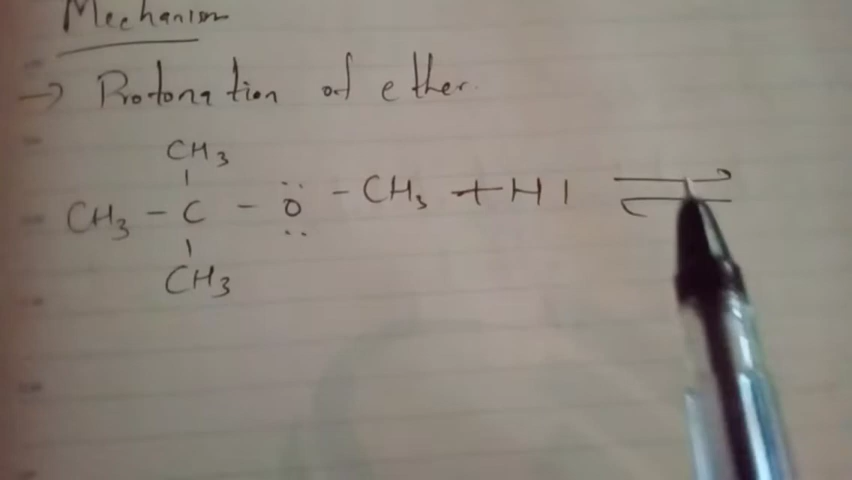 Mechanism
→ Protonation of ether.
CH3
CH3 - C - O - CH3 + HI ⇌
CH3